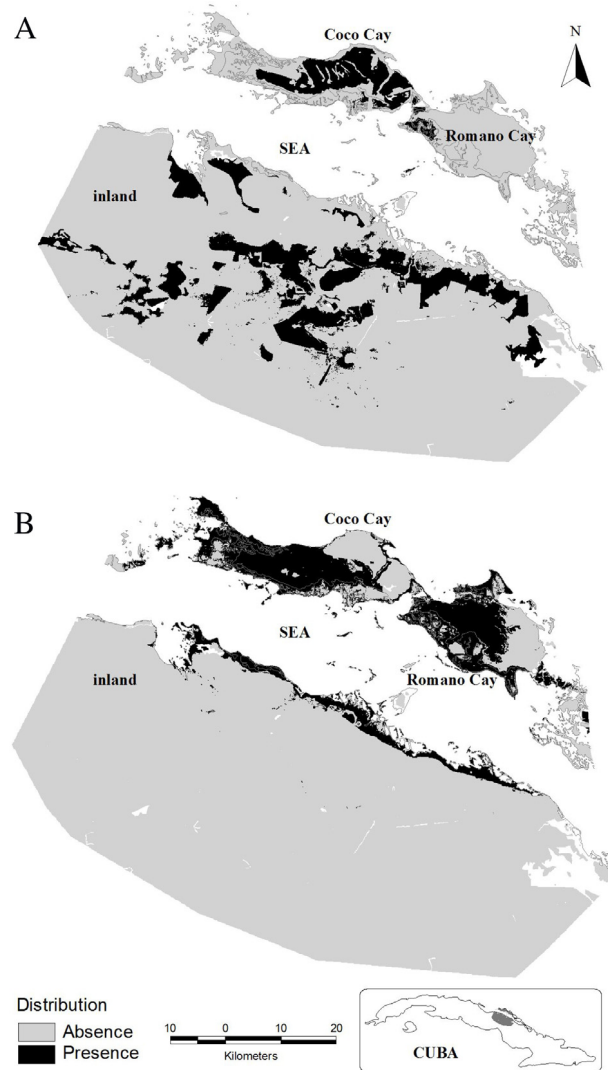 A
Coco Cay
N
SEA
Romano Cay
inland
B
Coco Cay
SEA
inland
Romano Cay
Distribution
Absence
Presence
10 0 10 20
Kilometers
CUBA